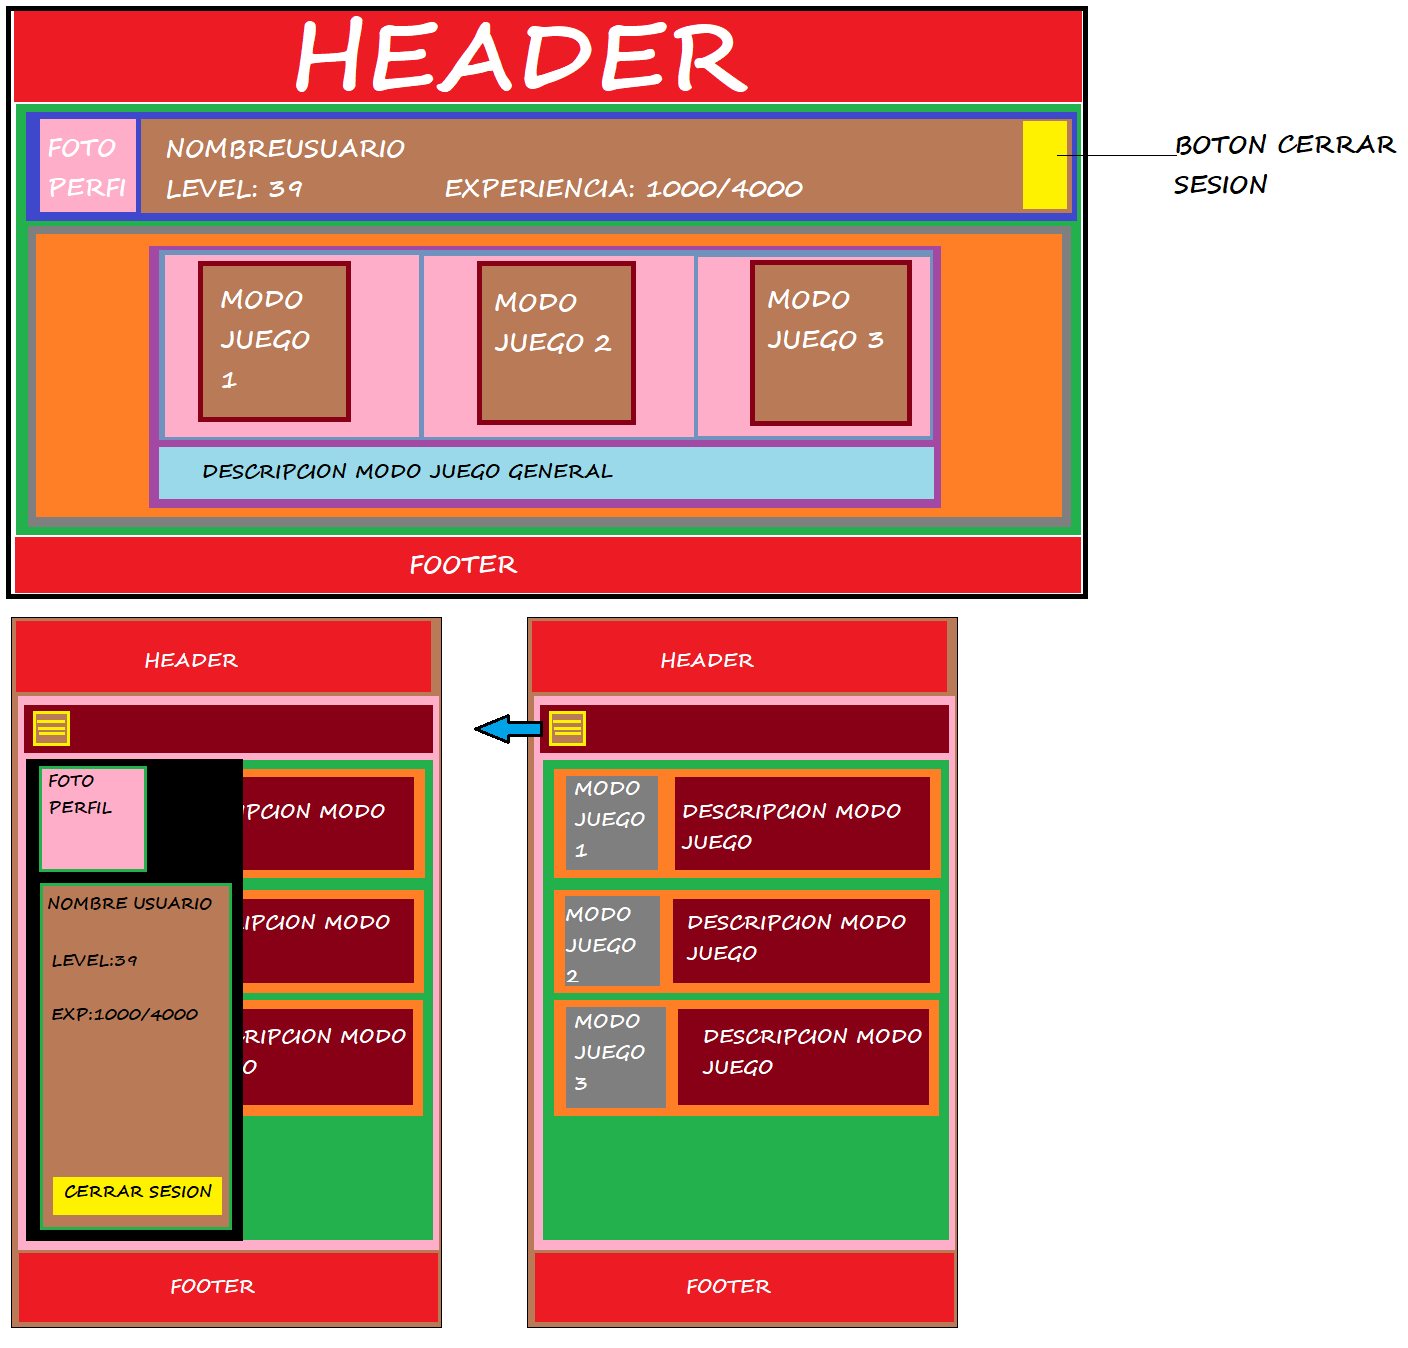 HEADER
FOTO
PERFI
NOMBREUSUARIO
LEVEL: 39 EXPERIENCIA: 1000/4000
BOTON CERRAR
SESION
MODO
JUEGO
1
MODO
JUEGO 2
MODO
JUEGO 3
DESCRIPCION MODO JUEGO GENERAL
FOOTER
HEADER
FOTO
PERFIL
NOMBRE USUARIO
LEVEL:39
EXP:1000/4000
CERRAR SESION
PCION MODO
IPCION MODO
RIPCION MODO
O
FOOTER
HEADER
MODO
JUEGO
1
DESCRIPCION MODO
JUEGO
MODO
JUEGO
2
DESCRIPCION MODO
JUEGO
MODO
JUEGO
3
DESCRIPCION MODO
JUEGO
FOOTER